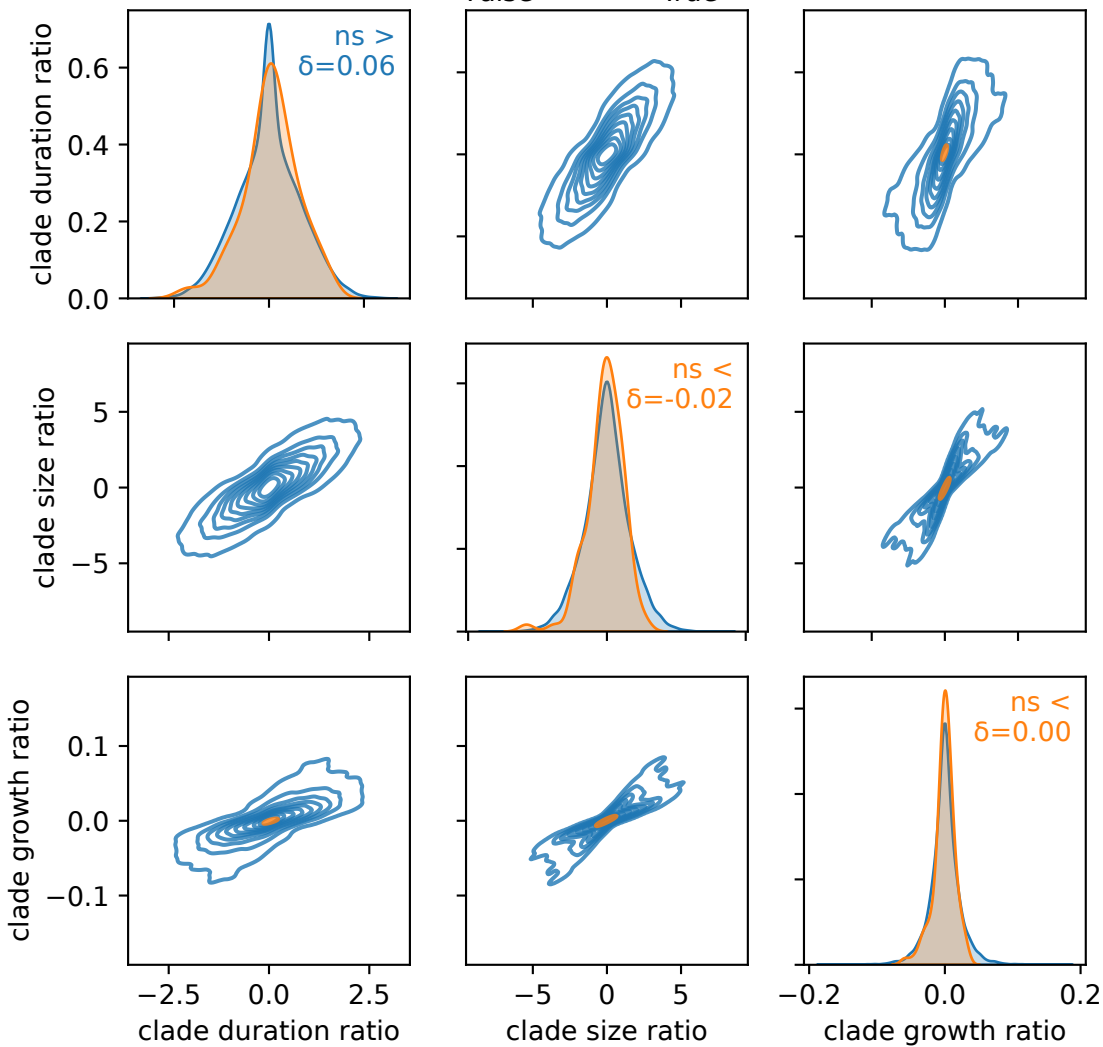 clade duration ratio
0.6
0.4
0.2
0.0
ns >
δ=0.06
clade size ratio
5
0
−5
ns <
δ=-0.02
clade growth ratio
0.1
0.0
−0.1
ns <
δ=0.00
−2.5 0.0 2.5
−5 0 5
−0.2 0.0 0.2
clade duration ratio
clade size ratio
clade growth ratio